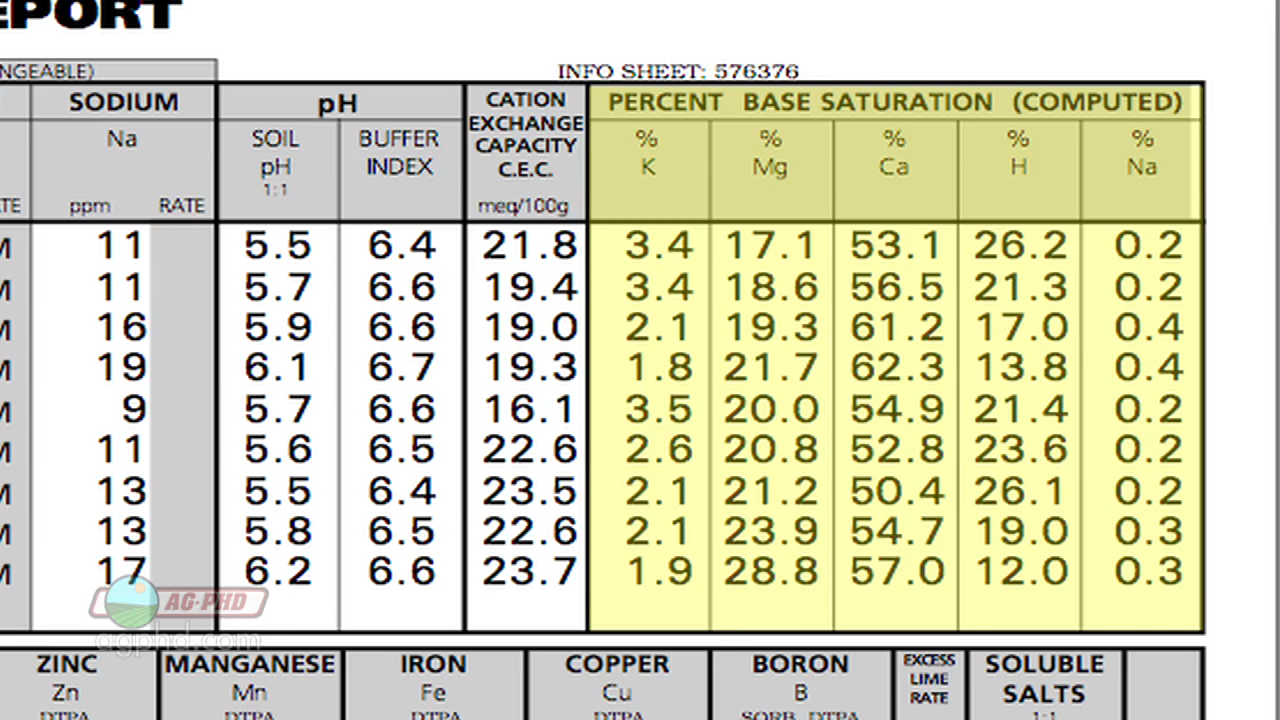 EPORT
NGEABLE) INFO SHEET: 576376
SODIUM pH CATION EXCHANGE CAPACITY C.E.C. PERCENT BASE SATURATION (COMPUTED)
Na SOIL pH 1:1 BUFFER INDEX % K % Mg % Ca % H % Na
TE ppm RATE meq/100g
M 11 5.5 6.4 21.8 3.4 17.1 53.1 26.2 0.2
M 11 5.7 6.6 19.4 3.4 18.6 56.5 21.3 0.2
M 16 5.9 6.6 19.0 2.1 19.3 61.2 17.0 0.4
M 19 6.1 6.7 19.3 1.8 21.7 62.3 13.8 0.4
M 9 5.7 6.6 16.1 3.5 20.0 54.9 21.4 0.2
M 11 5.6 6.5 22.6 2.6 20.8 52.8 23.6 0.2
M 13 5.5 6.4 23.5 2.1 21.2 50.4 26.1 0.2
M 13 5.8 6.5 22.6 2.1 23.9 54.7 19.0 0.3
M 17 6.2 6.6 23.7 1.9 28.8 57.0 12.0 0.3
AG-PHD
agphd.com
ZINC MANGANESE IRON COPPER BORON EXCESS LIME RATE SOLUBLE SALTS
Zn Mn Fe Cu B
DTPA DTPA DTPA DTPA SORB. DTPA 1:1